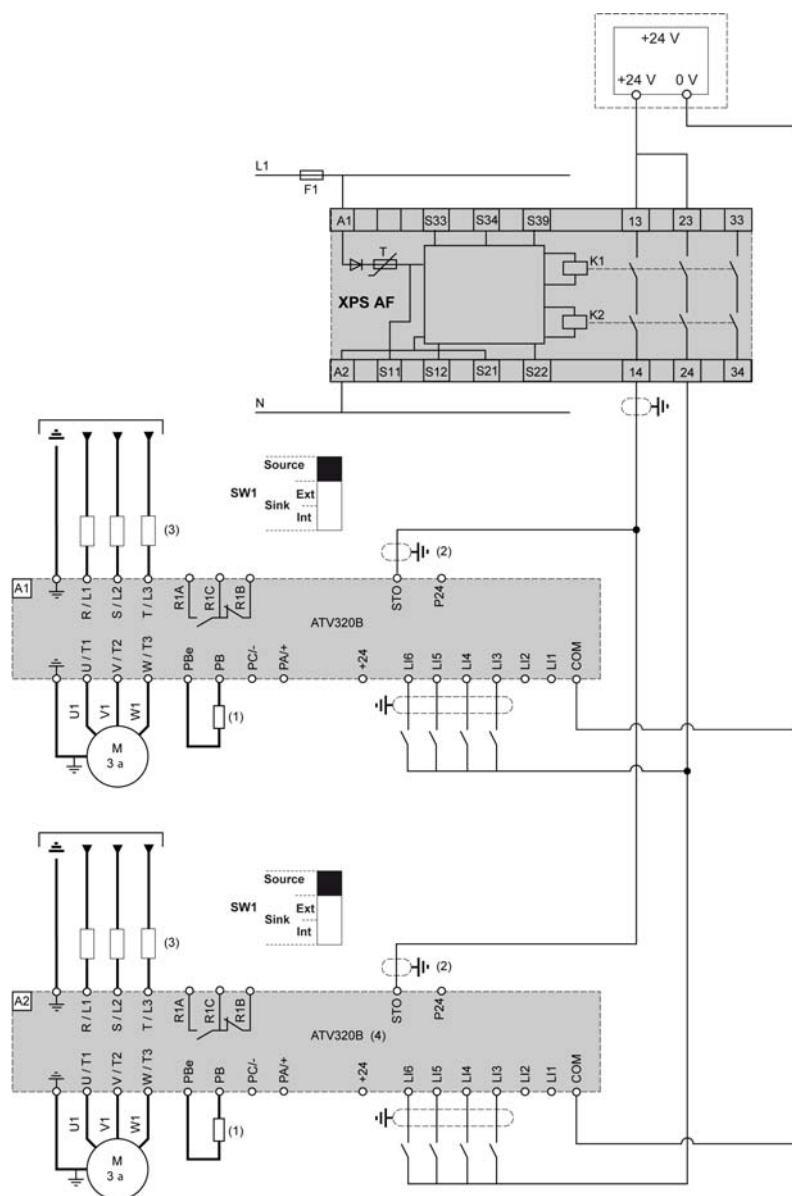 +24 V
+24 V 0 V
L1
F1
A1 S33 S34 S39 13 23 33
T
K1
XPS AF
K2
A2 S11 S12 S21 S22 14 24 34
N
Source
SW1 Ext
Sink
Int
(3)
(2)
A1
R / L1 S / L2 T / L3 R1A R1C R1B STO P24
ATV320B
U / T1 V / T2 W / T3 PBe PB PC/- PA/+ +24 LI6 LI5 LI4 LI3 LI2 LI1 COM
U1 V1 W1
(1)
M
3 a
Source
SW1 Ext
Sink
Int
(3)
(2)
A2
R / L1 S / L2 T / L3 R1A R1C R1B STO P24
ATV320B (4)
U / T1 V / T2 W / T3 PBe PB PC/- PA/+ +24 LI6 LI5 LI4 LI3 LI2 LI1 COM
U1 V1 W1
(1)
M
3 a